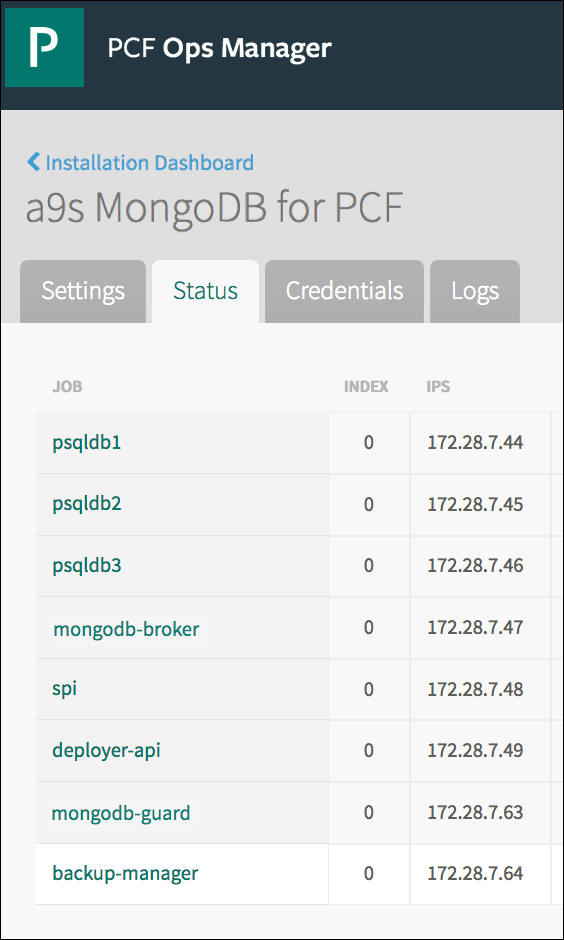 P
PCF Ops Manager
Installation Dashboard
a9s MongoDB for PCF
Settings Status Credentials Logs
JOB INDEX IPS
psqldb1 0 172.28.7.44
psqldb2 0 172.28.7.45
psqldb3 0 172.28.7.46
mongodb-broker 0 172.28.7.47
spi 0 172.28.7.48
deployer-api 0 172.28.7.49
mongodb-guard 0 172.28.7.63
backup-manager 0 172.28.7.64